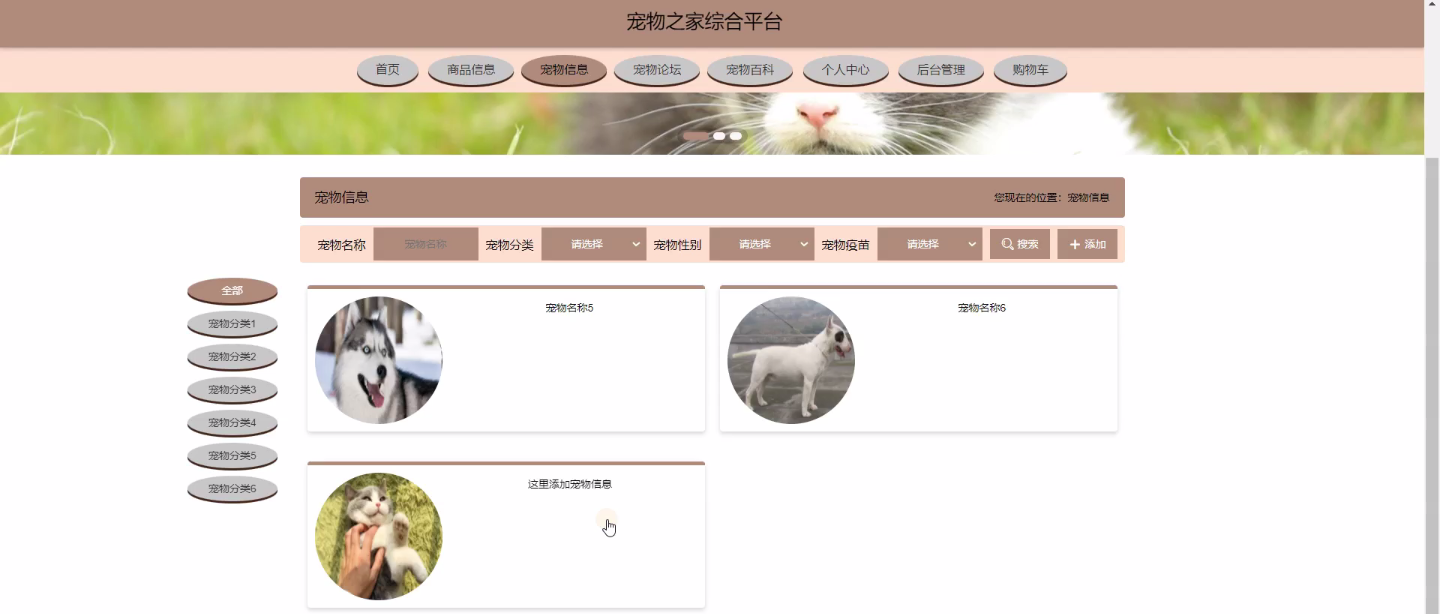 宠物之家综合平台
首页 商品信息 宠物信息 宠物论坛 宠物百科 个人中心 后台管理 购物车
宠物信息 您现在的位置：宠物信息
宠物名称 宠物名称 宠物分类 请选择 宠物性别 请选择 宠物疫苗 请选择 搜索 添加
全部
宠物分类1
宠物分类2
宠物分类3
宠物分类4
宠物分类5
宠物分类6
宠物名称5
宠物名称6
这里添加宠物信息